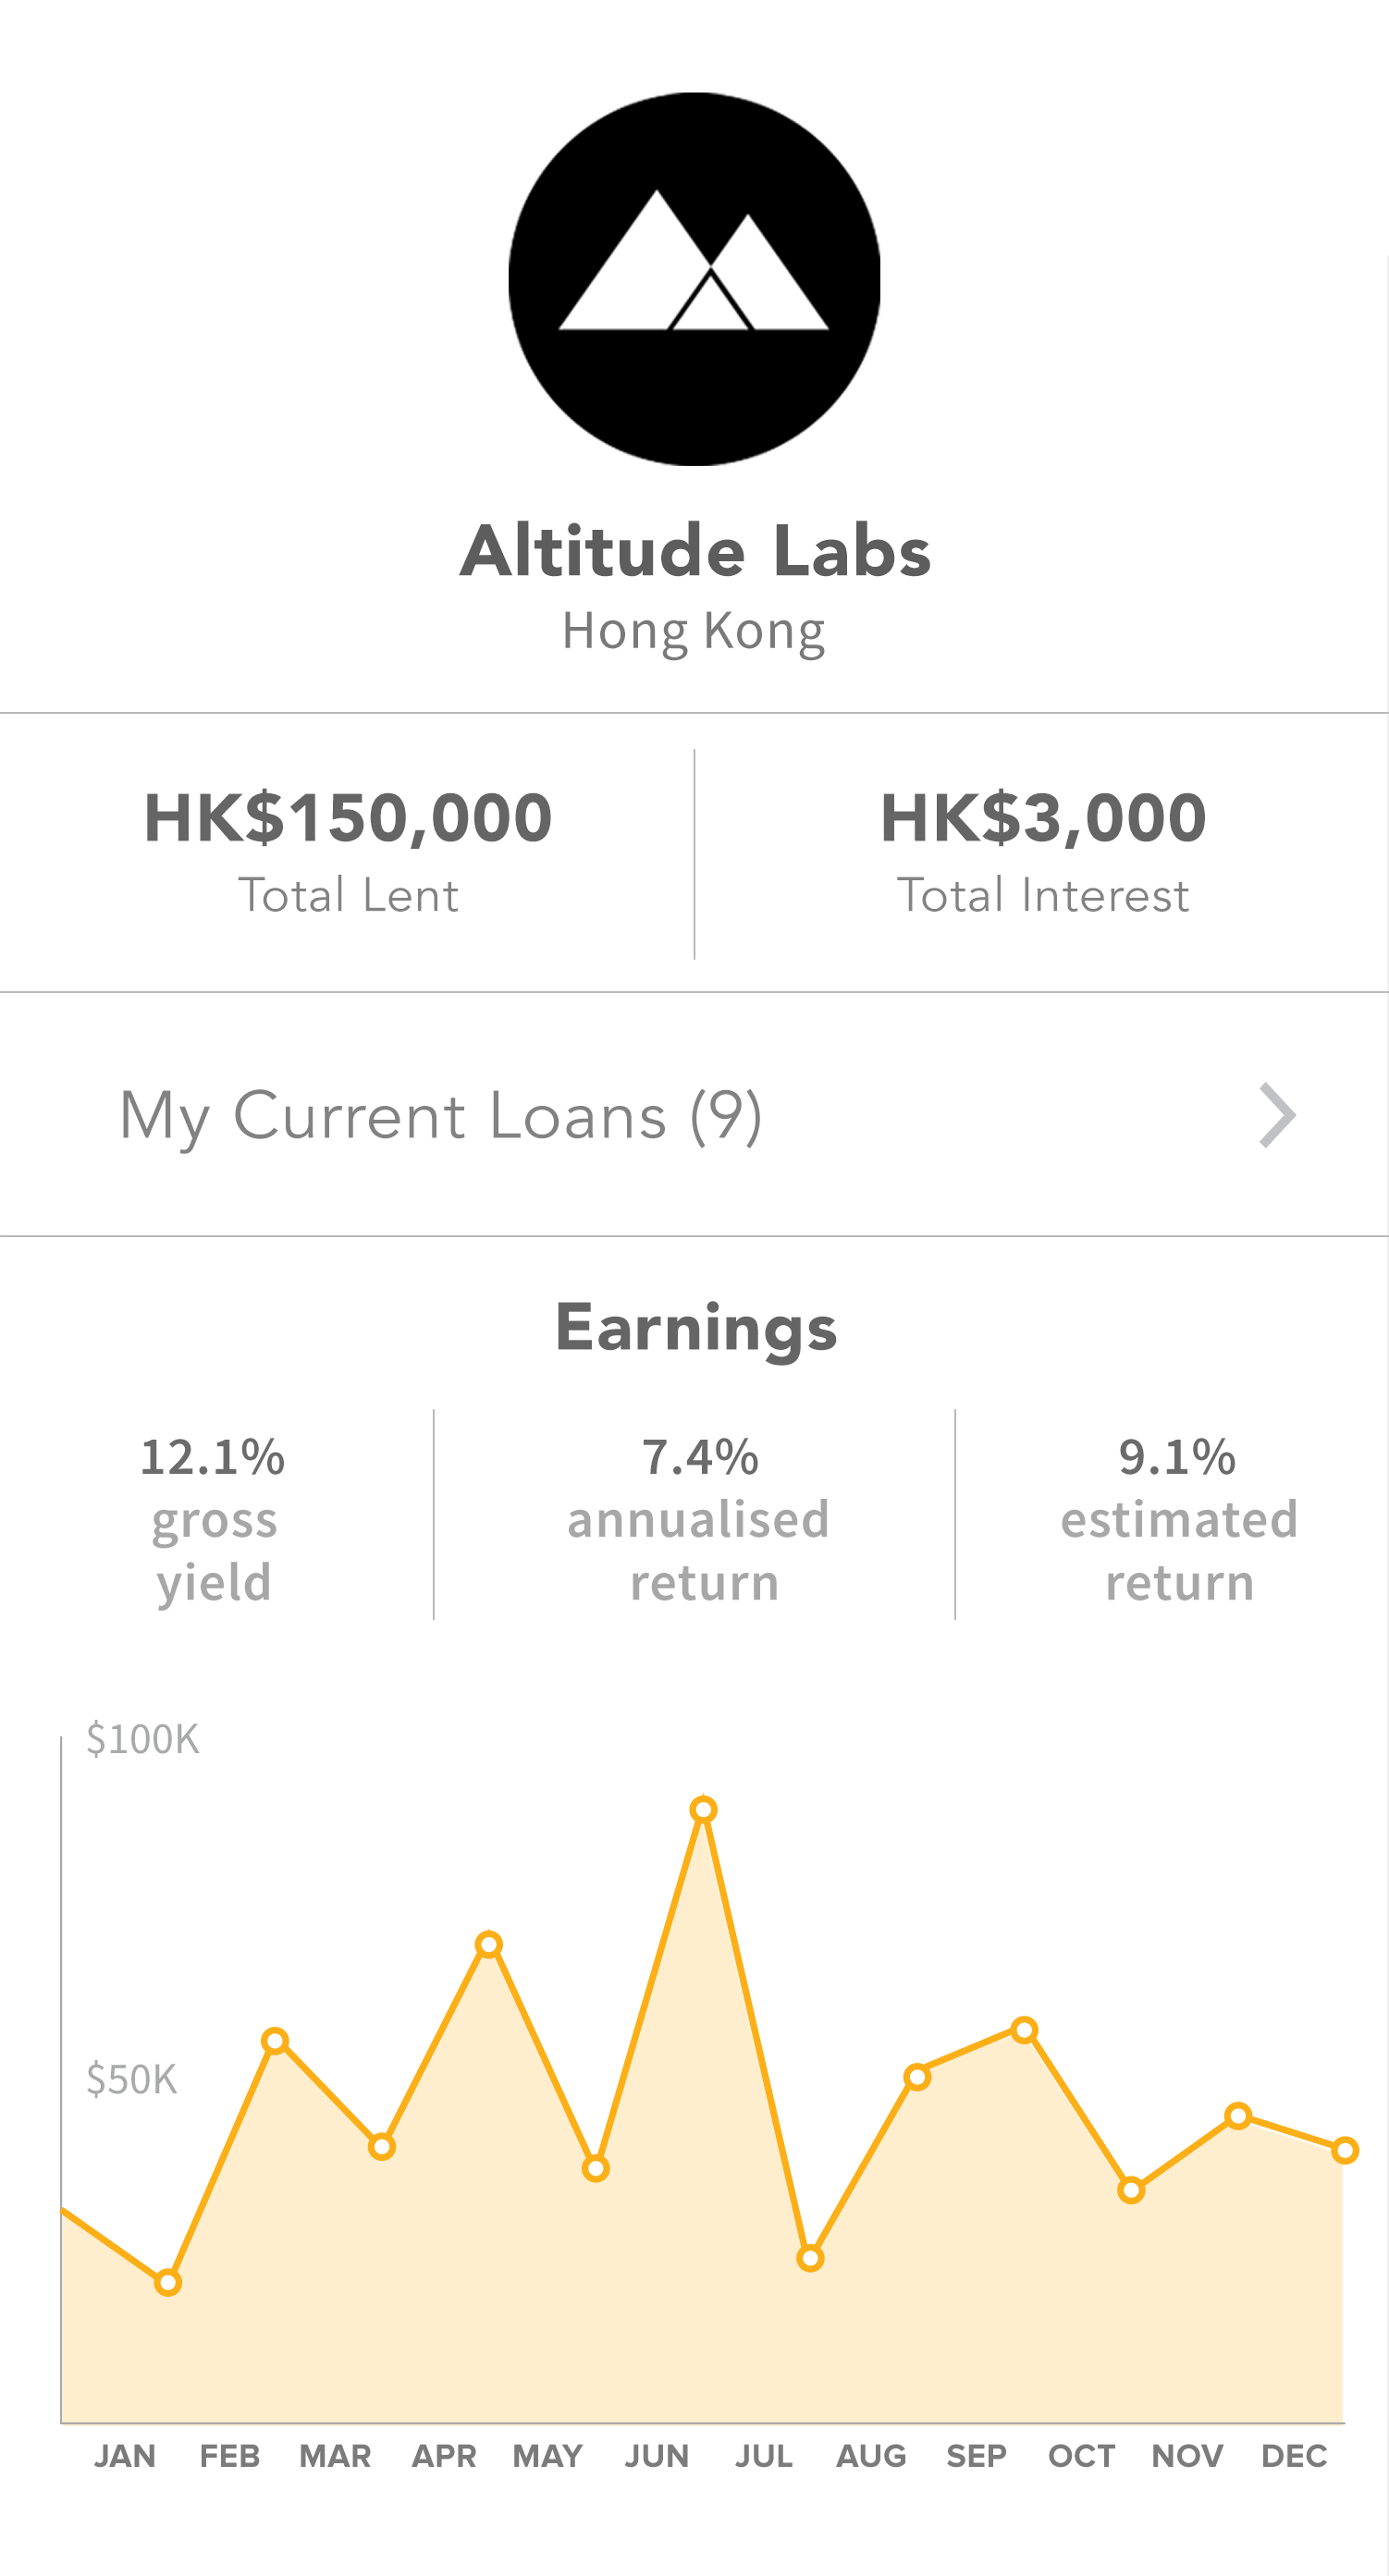 Altitude Labs
Hong Kong
HK$150,000
Total Lent
HK$3,000
Total Interest
My Current Loans (9)
Earnings
12.1%
gross
yield
7.4%
annualised
return
9.1%
estimated
return
$100K
$50K
JAN FEB MAR APR MAY JUN JUL AUG SEP OCT NOV DEC